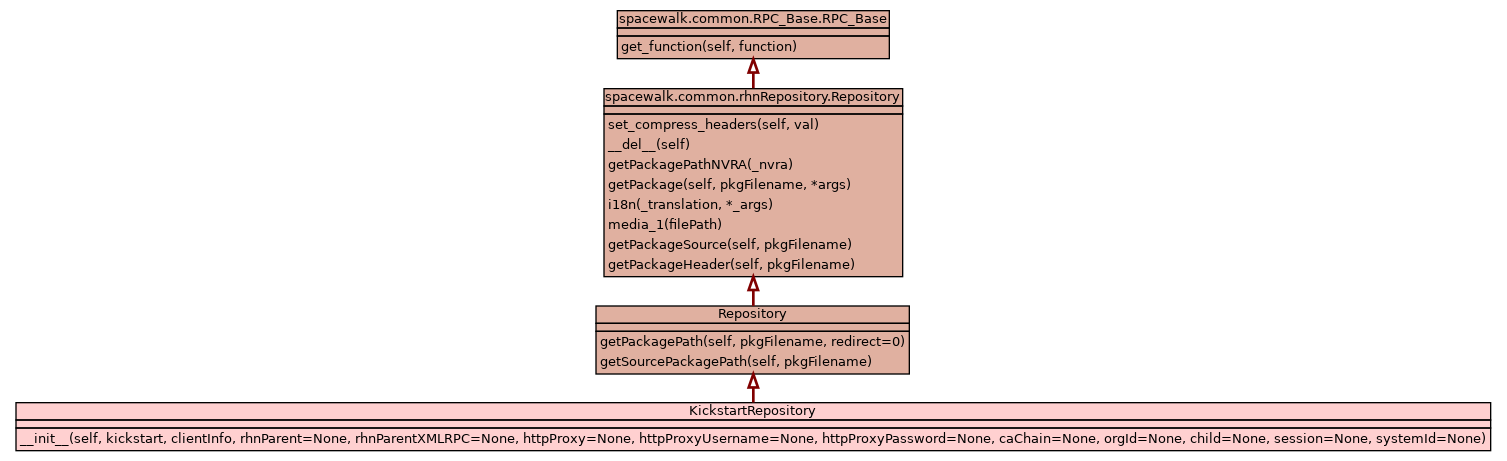 spacewalk.common.RPC_Base.RPC_Base
get_function(self, function)
spacewalk.common.rhnRepository.Repository
set_compress_headers(self, val)
__del__(self)
getPackagePathNVRA(_nvra)
getPackage(self, pkgFilename, *args)
i18n(_translation, *_args)
media_1(filePath)
getPackageSource(self, pkgFilename)
getPackageHeader(self, pkgFilename)
Repository
getPackagePath(self, pkgFilename, redirect=0)
getSourcePackagePath(self, pkgFilename)
KickstartRepository
__init__(self, kickstart, clientInfo, rhnParent=None, rhnParentXMLRPC=None, httpProxy=None, httpProxyUsername=None, httpProxyPassword=None, caChain=None, orgId=None, child=None, session=None, systemId=None)